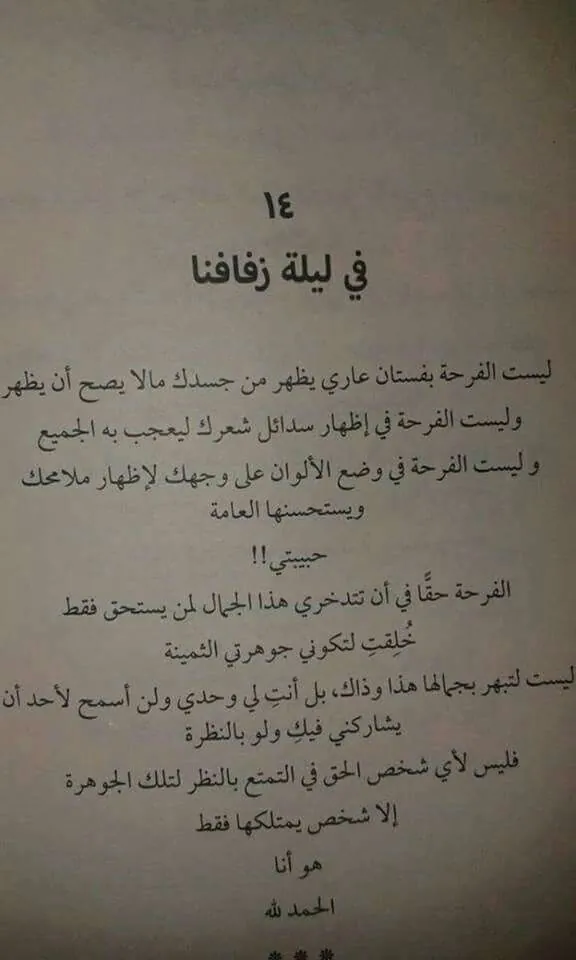 ١٤
في ليلة زفافنا
ليست الفرحة بفستان عاري يظهر من جسدك مالا يصح أن يظهر
وليست الفرحة في إظهار سدائل شعرك ليعجب به الجميع
و ليست الفرحة في وضع الألوان على وجهك لإظهار ملامحك
ويستحسنها العامة
حبيبتي!!
الفرحة حقًّا في أن تتدخري هذا الجمال لمن يستحق فقط
خُلِقتِ لتكوني جوهرتي الثمينة
ليست لتبهر بجمالها هذا وذاك، بل أنتِ لي وحدي ولن أسمح لأحد أن
يشاركني فيكِ ولو بالنظرة
فليس لأي شخص الحق في التمتع بالنظر لتلك الجوهرة
إلا شخص يمتلكها فقط
هو أنا
الحمد لله
* * *